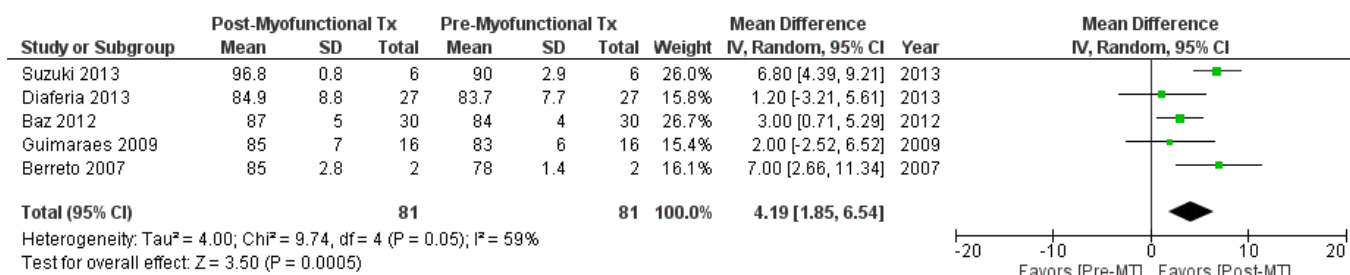 Post-Myofunctional Tx Pre-Myofunctional Tx Mean Difference Mean Difference
Study or Subgroup Mean SD Total Mean SD Total Weight IV, Random, 95% CI Year IV, Random, 95% CI
Suzuki 2013 96.8 0.8 6 90 2.9 6 26.0% 6.80 [4.39, 9.21] 2013
Diaferia 2013 84.9 8.8 27 83.7 7.7 27 15.8% 1.20 [-3.21, 5.61] 2013
Baz 2012 87 5 30 84 4 30 26.7% 3.00 [0.71, 5.29] 2012
Guimaraes 2009 85 7 16 83 6 16 15.4% 2.00 [-2.52, 6.52] 2009
Berreto 2007 85 2.8 2 78 1.4 2 16.1% 7.00 [2.66, 11.34] 2007
Total (95% CI) 81 81 100.0% 4.19 [1.85, 6.54]
Heterogeneity: Tau² = 4.00; Chi² = 9.74, df = 4 (P = 0.05); I² = 59%
Test for overall effect: Z = 3.50 (P = 0.0005)
-20 -10 0 10 20
Favors [Pre-MT] Favors [Post-MT]